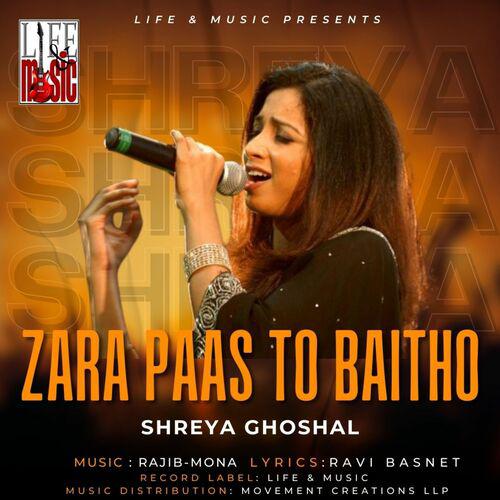 LIFE & MUSIC PRESENTS
LIFE &
MUSIC
SHREYA
SHREYA
SHREYA
ZARA PAAS TO BAITHO
SHREYA GHOSHAL
MUSIC : RAJIB-MONA LYRICS:RAVI BASNET
RECORD LABEL: LIFE & MUSIC
MUSIC DISTRIBUTION: MOVEMENT CREATIONS LLP